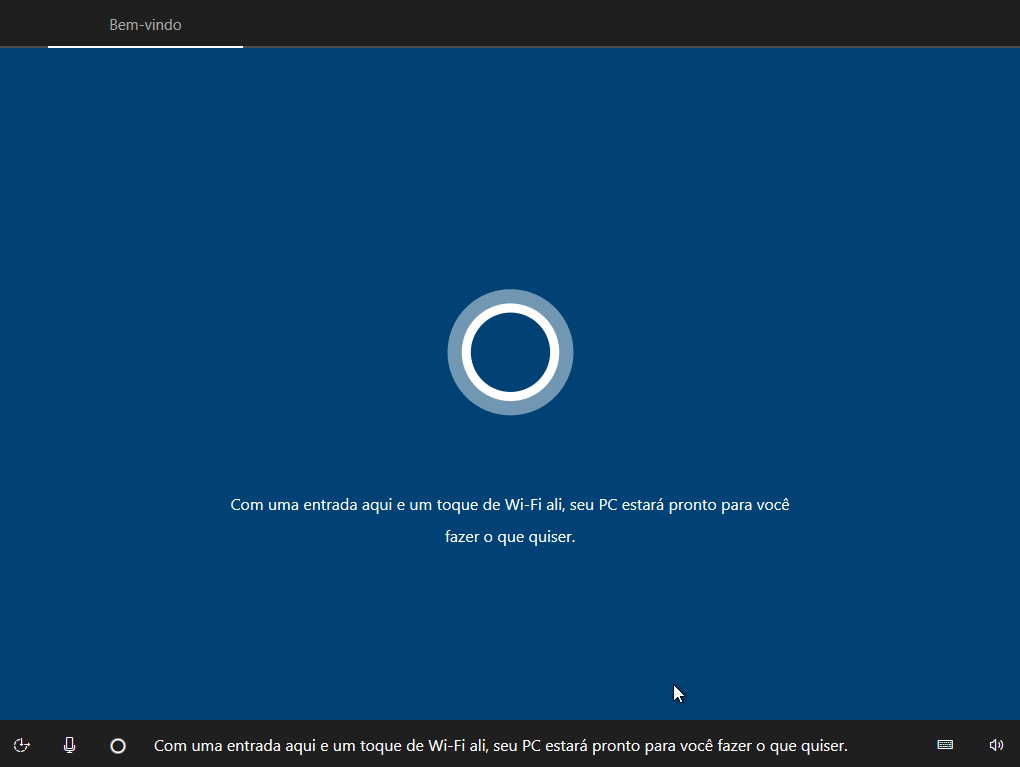 Bem-vindo
Com uma entrada aqui e um toque de Wi-Fi ali, seu PC estará pronto para você
fazer o que quiser.
Com uma entrada aqui e um toque de Wi-Fi ali, seu PC estará pronto para você fazer o que quiser.